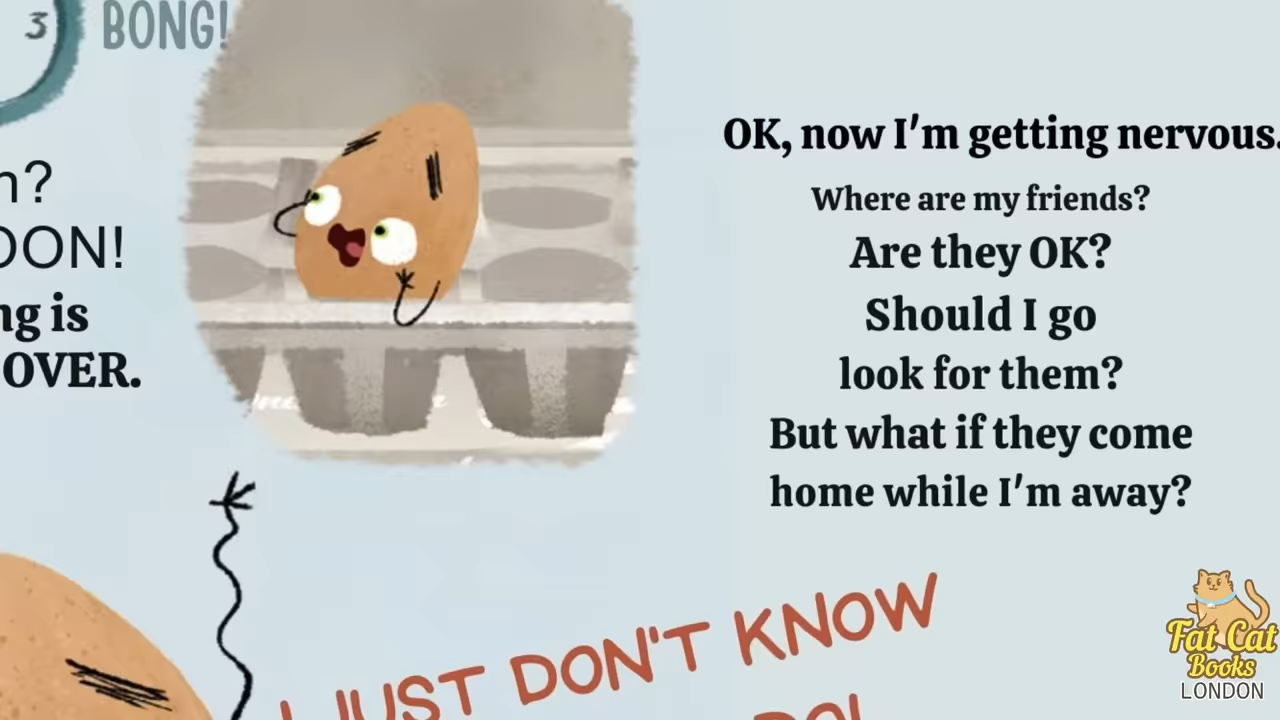 3
BONG!
OON!
ng is
OVER.
OK, now I'm getting nervous.
Where are my friends?
Are they OK?
Should I go
look for them?
But what if they come
home while I'm away?
I JUST DON'T KNOW
DO!
Fat Cat
Books
LONDON